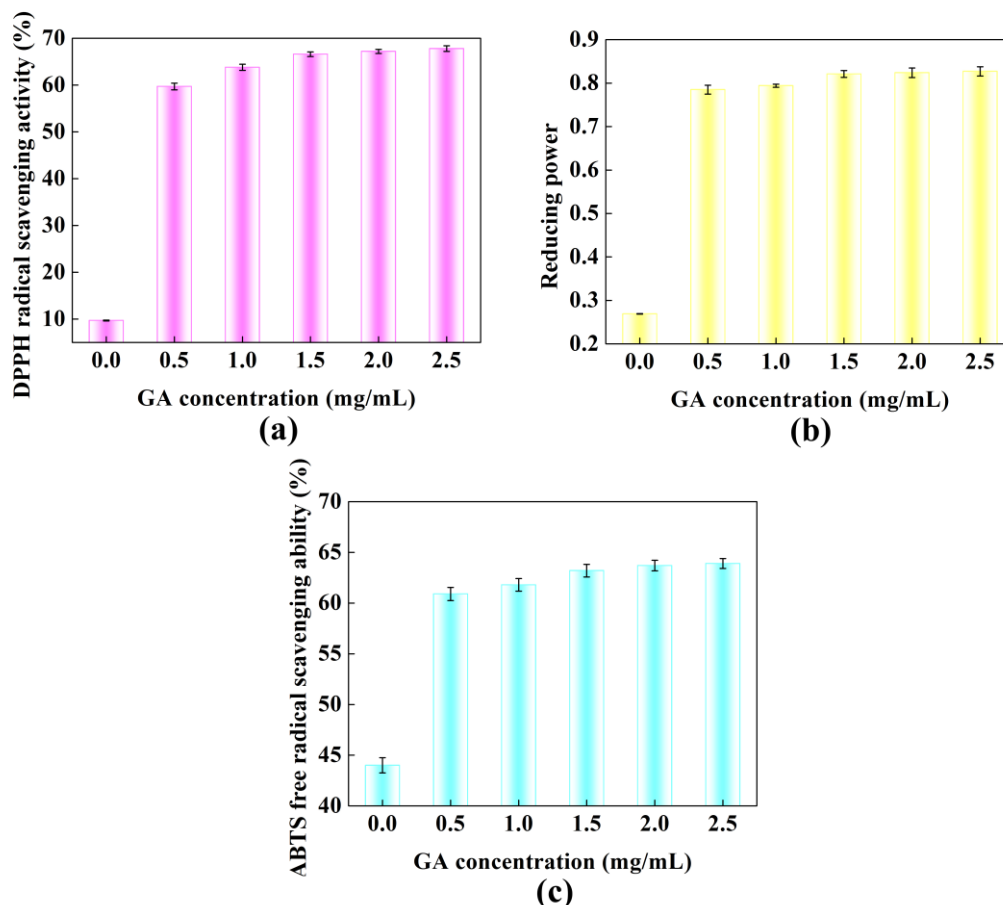 DPPH radical scavenging activity (%)
70
60
50
40
30
20
10
0.0 0.5 1.0 1.5 2.0 2.5
GA concentration (mg/mL)
(a)
Reducing power
0.9
0.8
0.7
0.6
0.5
0.4
0.3
0.2
0.0 0.5 1.0 1.5 2.0 2.5
GA concentration (mg/mL)
(b)
ABTS free radical scavenging ability (%)
70
65
60
55
50
45
40
0.0 0.5 1.0 1.5 2.0 2.5
GA concentration (mg/mL)
(c)